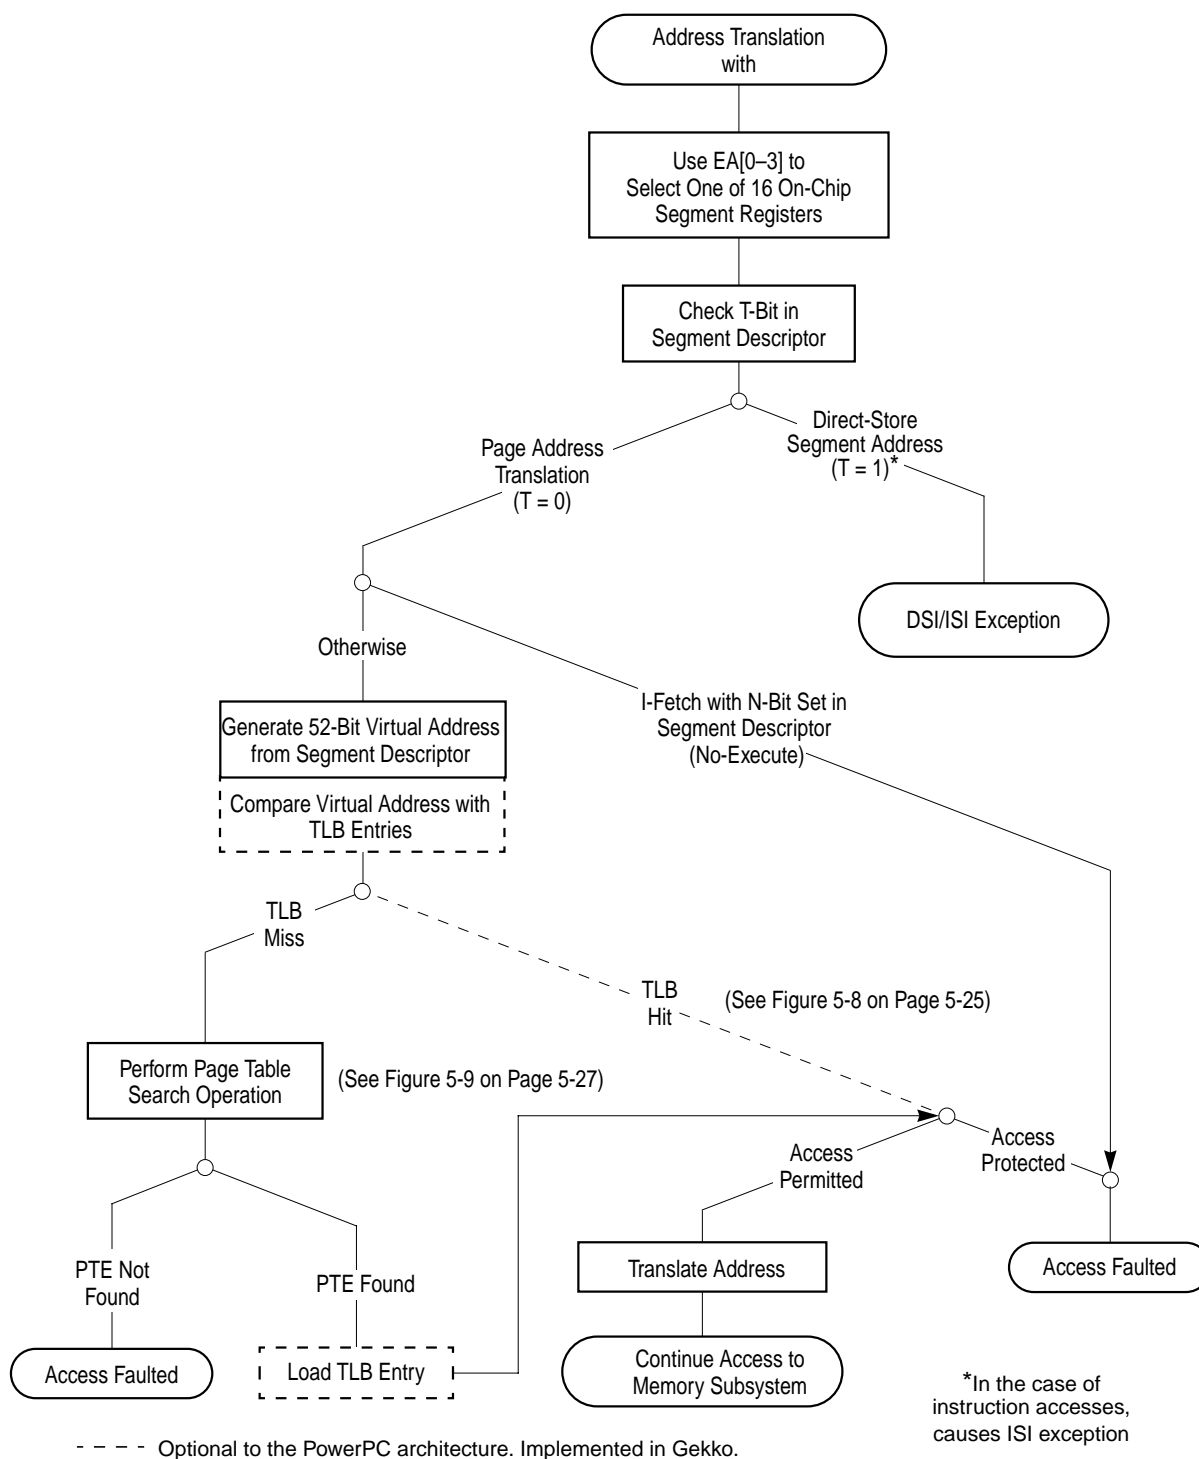 Address Translation
with
Use EA[0–3] to
Select One of 16 On-Chip
Segment Registers
Check T-Bit in
Segment Descriptor
Page Address
Translation
(T = 0)
Direct-Store
Segment Address
(T = 1)*
DSI/ISI Exception
Otherwise
I-Fetch with N-Bit Set in
Segment Descriptor
(No-Execute)
Generate 52-Bit Virtual Address
from Segment Descriptor
Compare Virtual Address with
TLB Entries
TLB
Miss
TLB
Hit
(See Figure 5-8 on Page 5-25)
Perform Page Table
Search Operation
(See Figure 5-9 on Page 5-27)
Access
Permitted
Access
Protected
PTE Not
Found
PTE Found
Translate Address
Access Faulted
Access Faulted
Load TLB Entry
Continue Access to
Memory Subsystem
*In the case of
instruction accesses,
causes ISI exception
Optional to the PowerPC architecture. Implemented in Gekko.